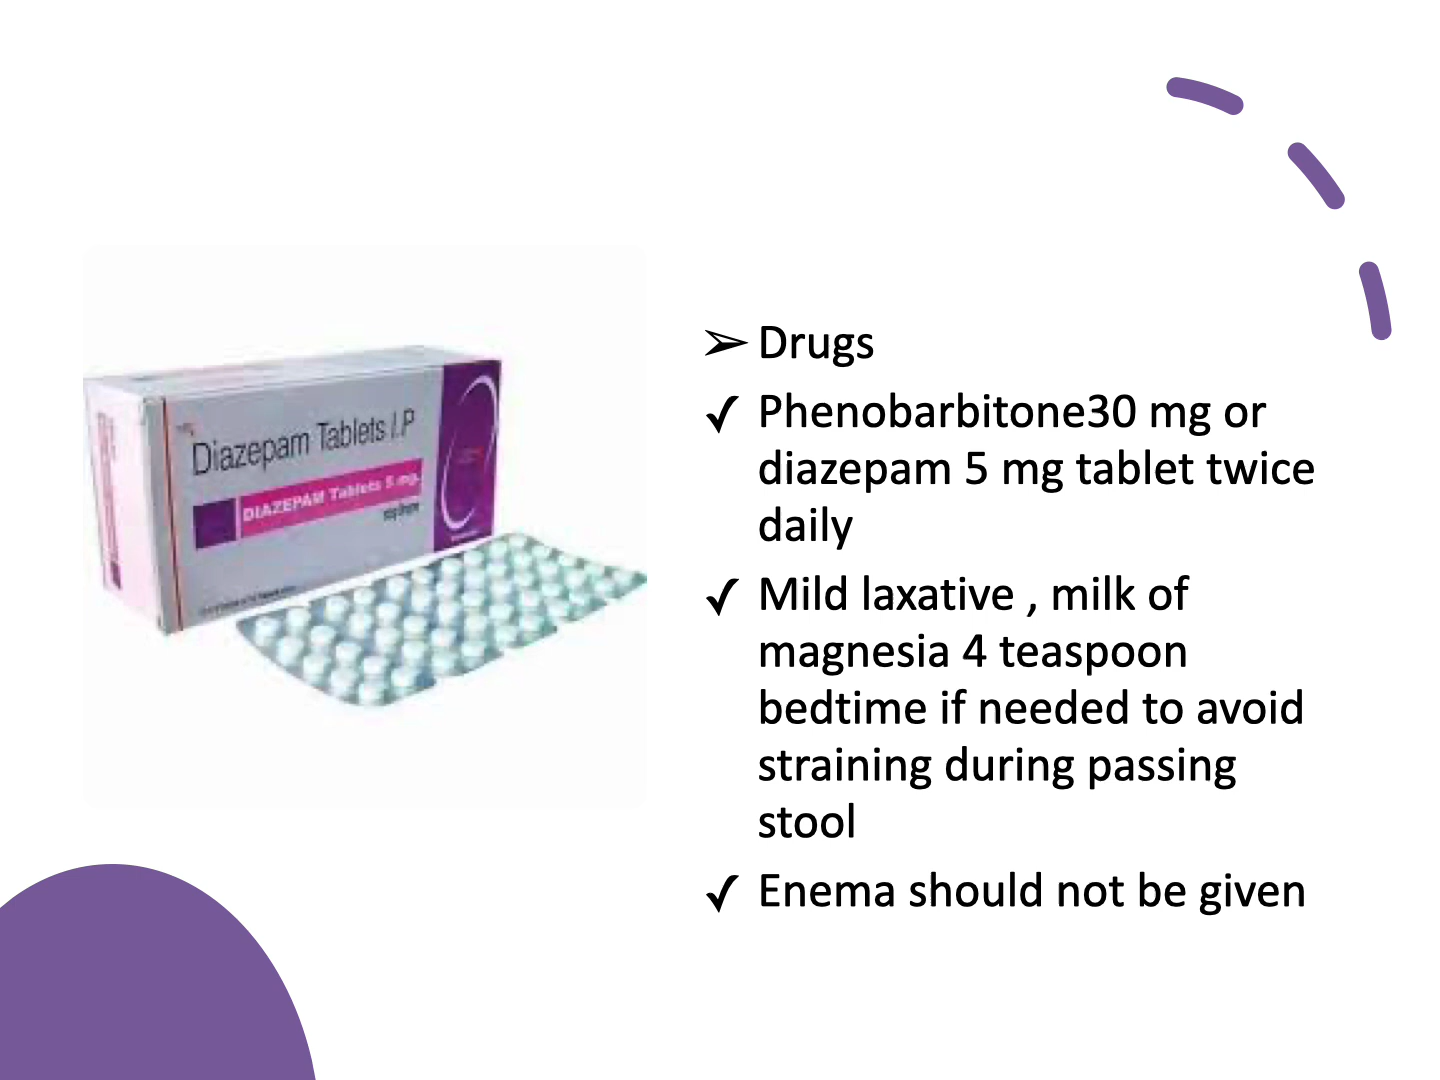 Diazepam Tablets I.P
DIAZEPAM Tablets 5 mg.
➢ Drugs
✓ Phenobarbitone30 mg or
diazepam 5 mg tablet twice
daily
✓ Mild laxative , milk of
magnesia 4 teaspoon
bedtime if needed to avoid
straining during passing
stool
✓ Enema should not be given